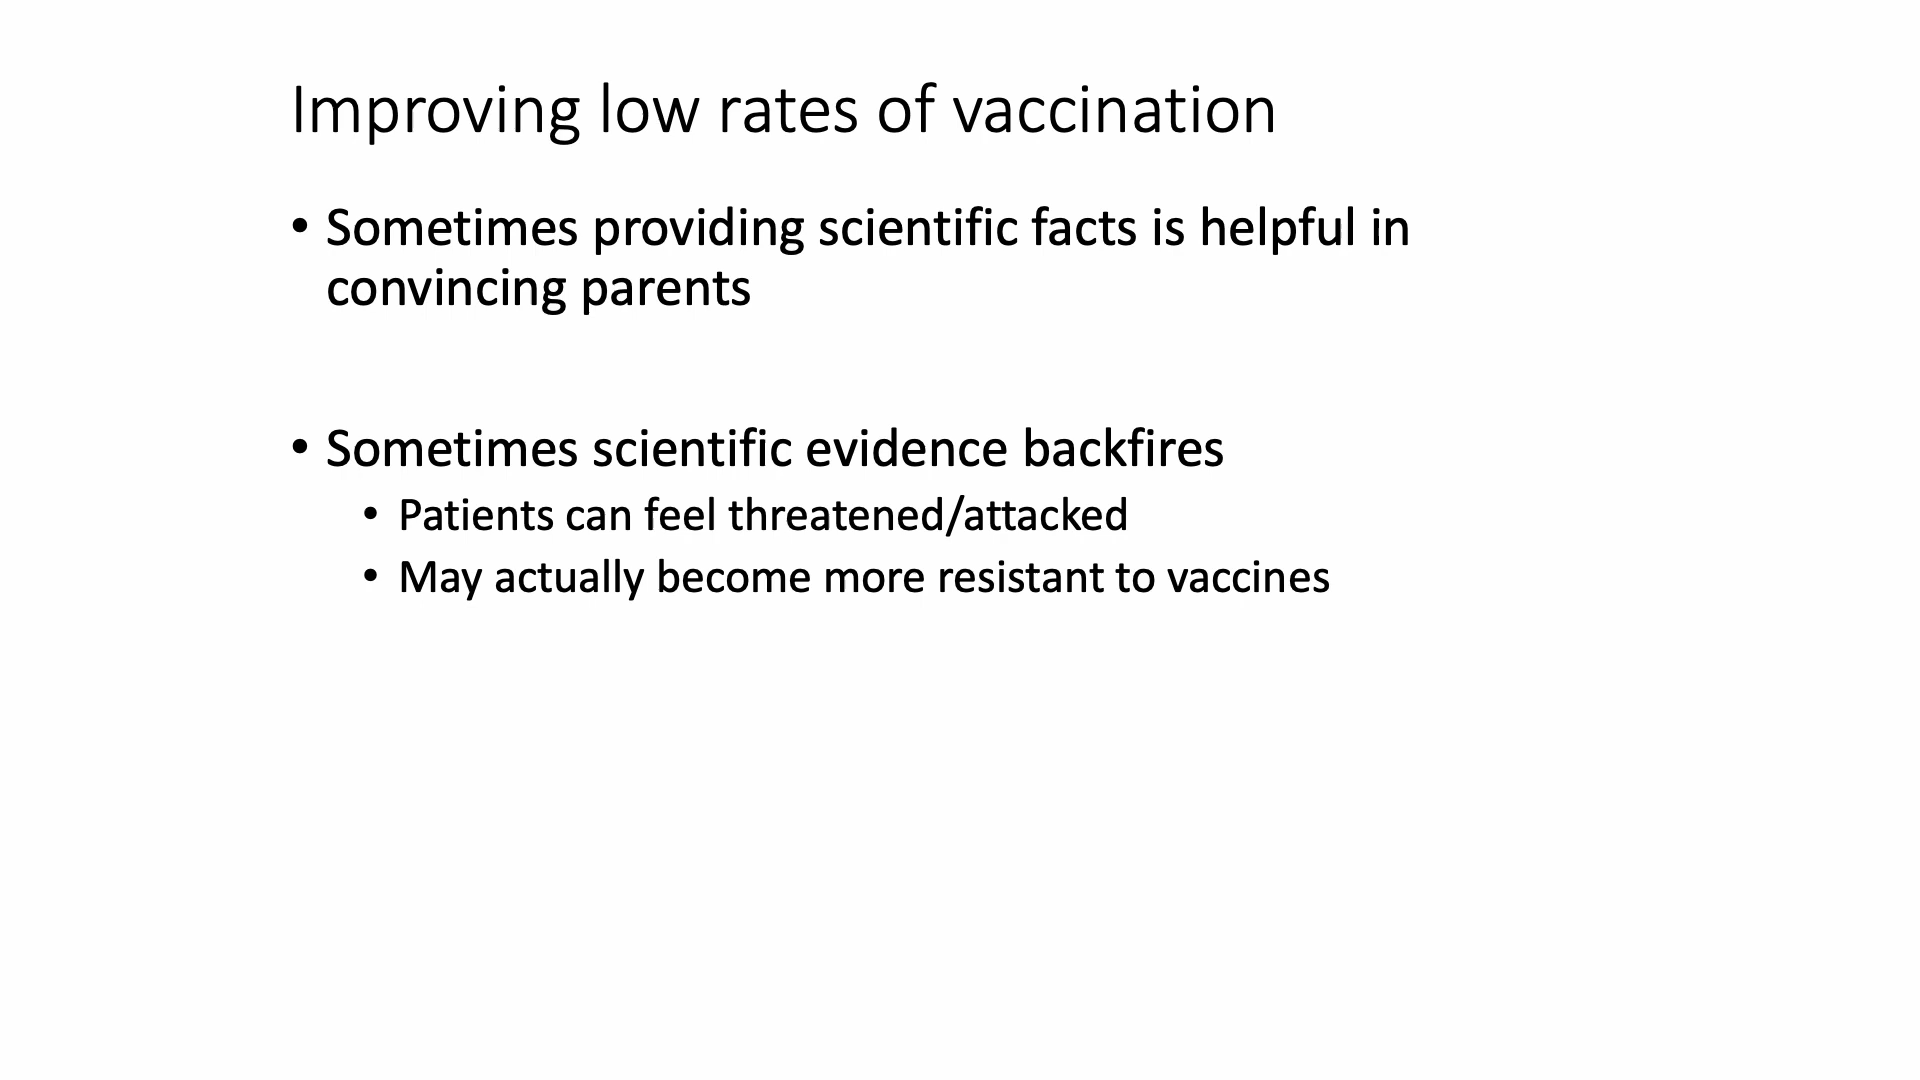 Improving low rates of vaccination
• Sometimes providing scientific facts is helpful in
convincing parents
• Sometimes scientific evidence backfires
• Patients can feel threatened/attacked
• May actually become more resistant to vaccines